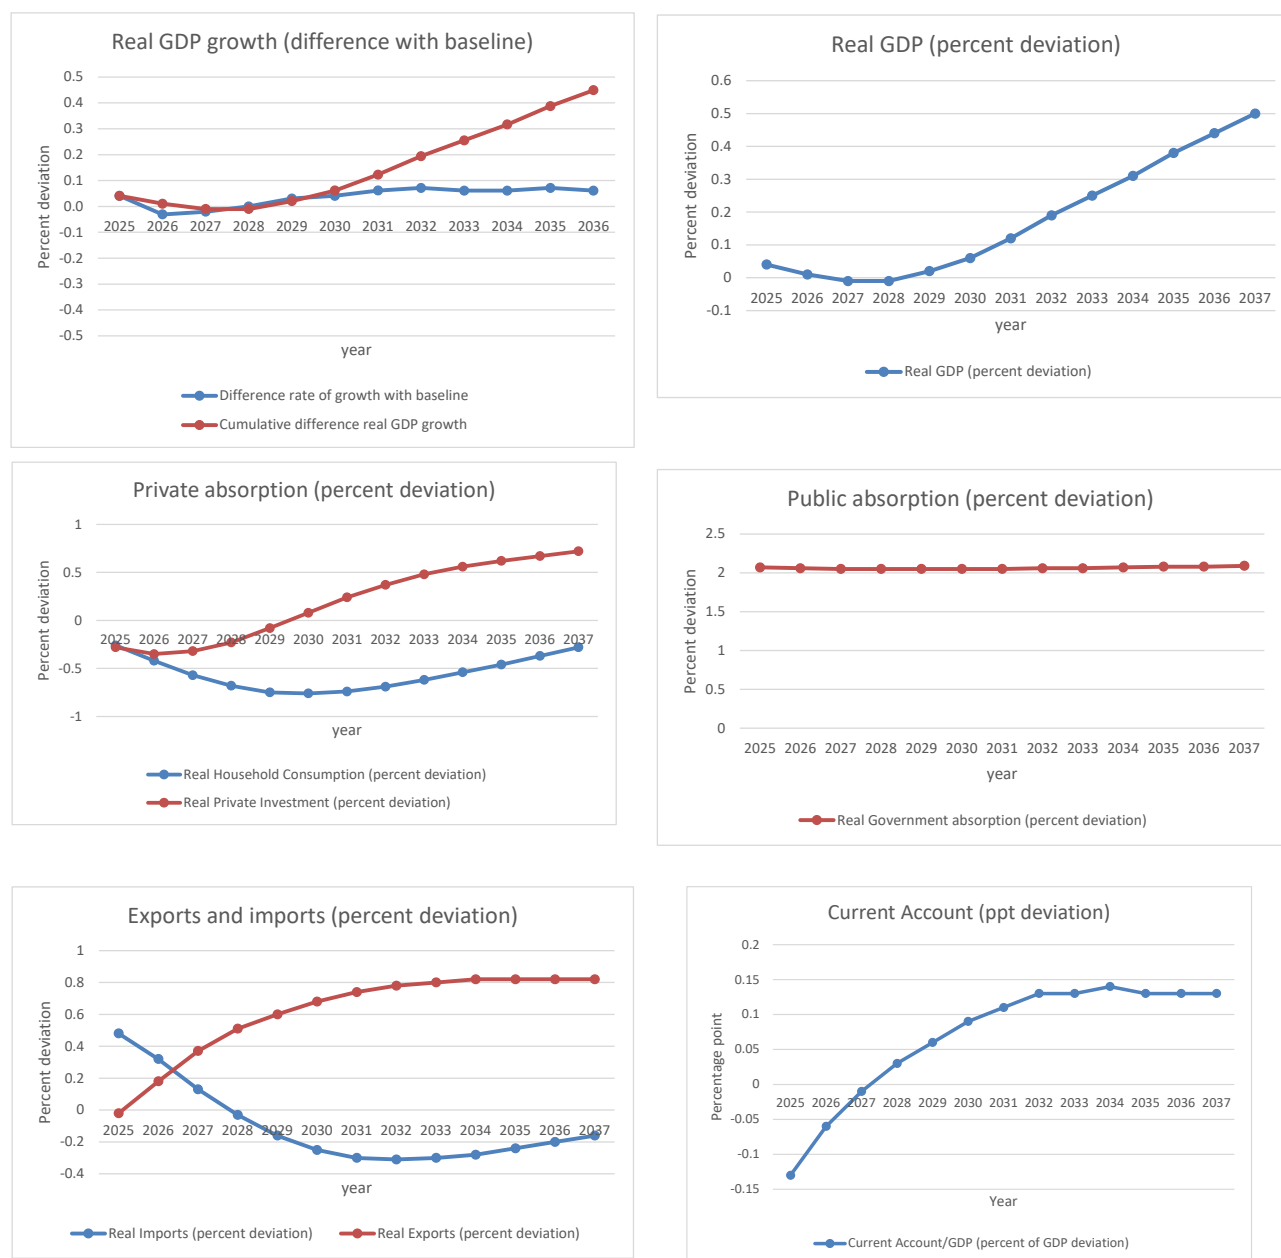 Real GDP growth (difference with baseline)
Percent deviation
0.5
0.4
0.3
0.2
0.1
0.0
-0.1
-0.2
-0.3
-0.4
-0.5
2025 2026 2027 2028 2029 2030 2031 2032 2033 2034 2035 2036
year
Difference rate of growth with baseline
Cumulative difference real GDP growth
Real GDP (percent deviation)
Percent deviation
0.6
0.5
0.4
0.3
0.2
0.1
0
-0.1
2025 2026 2027 2028 2029 2030 2031 2032 2033 2034 2035 2036 2037
year
Real GDP (percent deviation)
Private absorption (percent deviation)
Percent deviation
1
0.5
0
-0.5
-1
2025 2026 2027 2028 2029 2030 2031 2032 2033 2034 2035 2036 2037
year
Real Household Consumption (percent deviation)
Real Private Investment (percent deviation)
Public absorption (percent deviation)
Percent deviation
2.5
2
1.5
1
0.5
0
2025 2026 2027 2028 2029 2030 2031 2032 2033 2034 2035 2036 2037
year
Real Government absorption (percent deviation)
Exports and imports (percent deviation)
Percent deviation
1
0.8
0.6
0.4
0.2
0
-0.2
-0.4
2025 2026 2027 2028 2029 2030 2031 2032 2033 2034 2035 2036 2037
year
Real Imports (percent deviation) Real Exports (percent deviation)
Current Account (ppt deviation)
Percentage point
0.2
0.15
0.1
0.05
0
-0.05
-0.1
-0.15
2025 2026 2027 2028 2029 2030 2031 2032 2033 2034 2035 2036 2037
Year
Current Account/GDP (percent of GDP deviation)